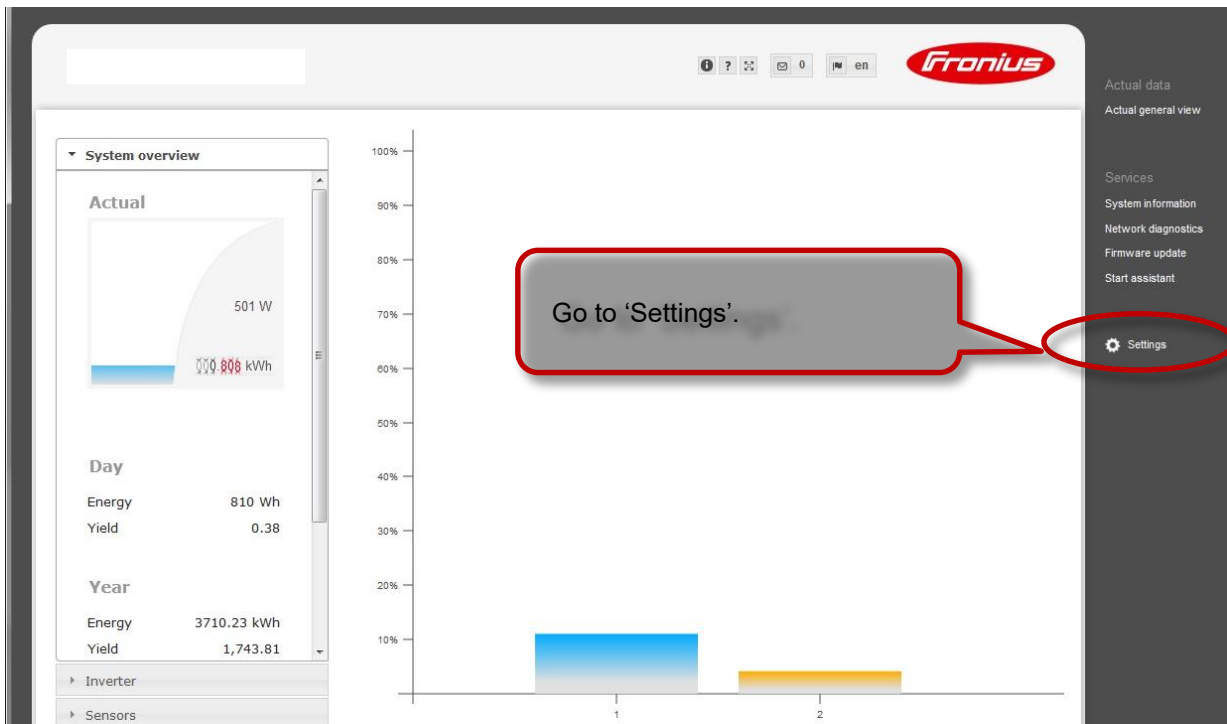 ? 0 en
Fronius
System overview
Actual
501 W
000.808 kWh
Day
Energy 810 Wh
Yield 0.38
Year
Energy 3710.23 kWh
Yield 1,743.81
Inverter
Sensors
100%
90%
80%
70%
60%
50%
40%
30%
20%
10%
1 2
Go to ‘Settings’.
Actual data
Actual general view
Services
System information
Network diagnostics
Firmware update
Start assistant
Settings